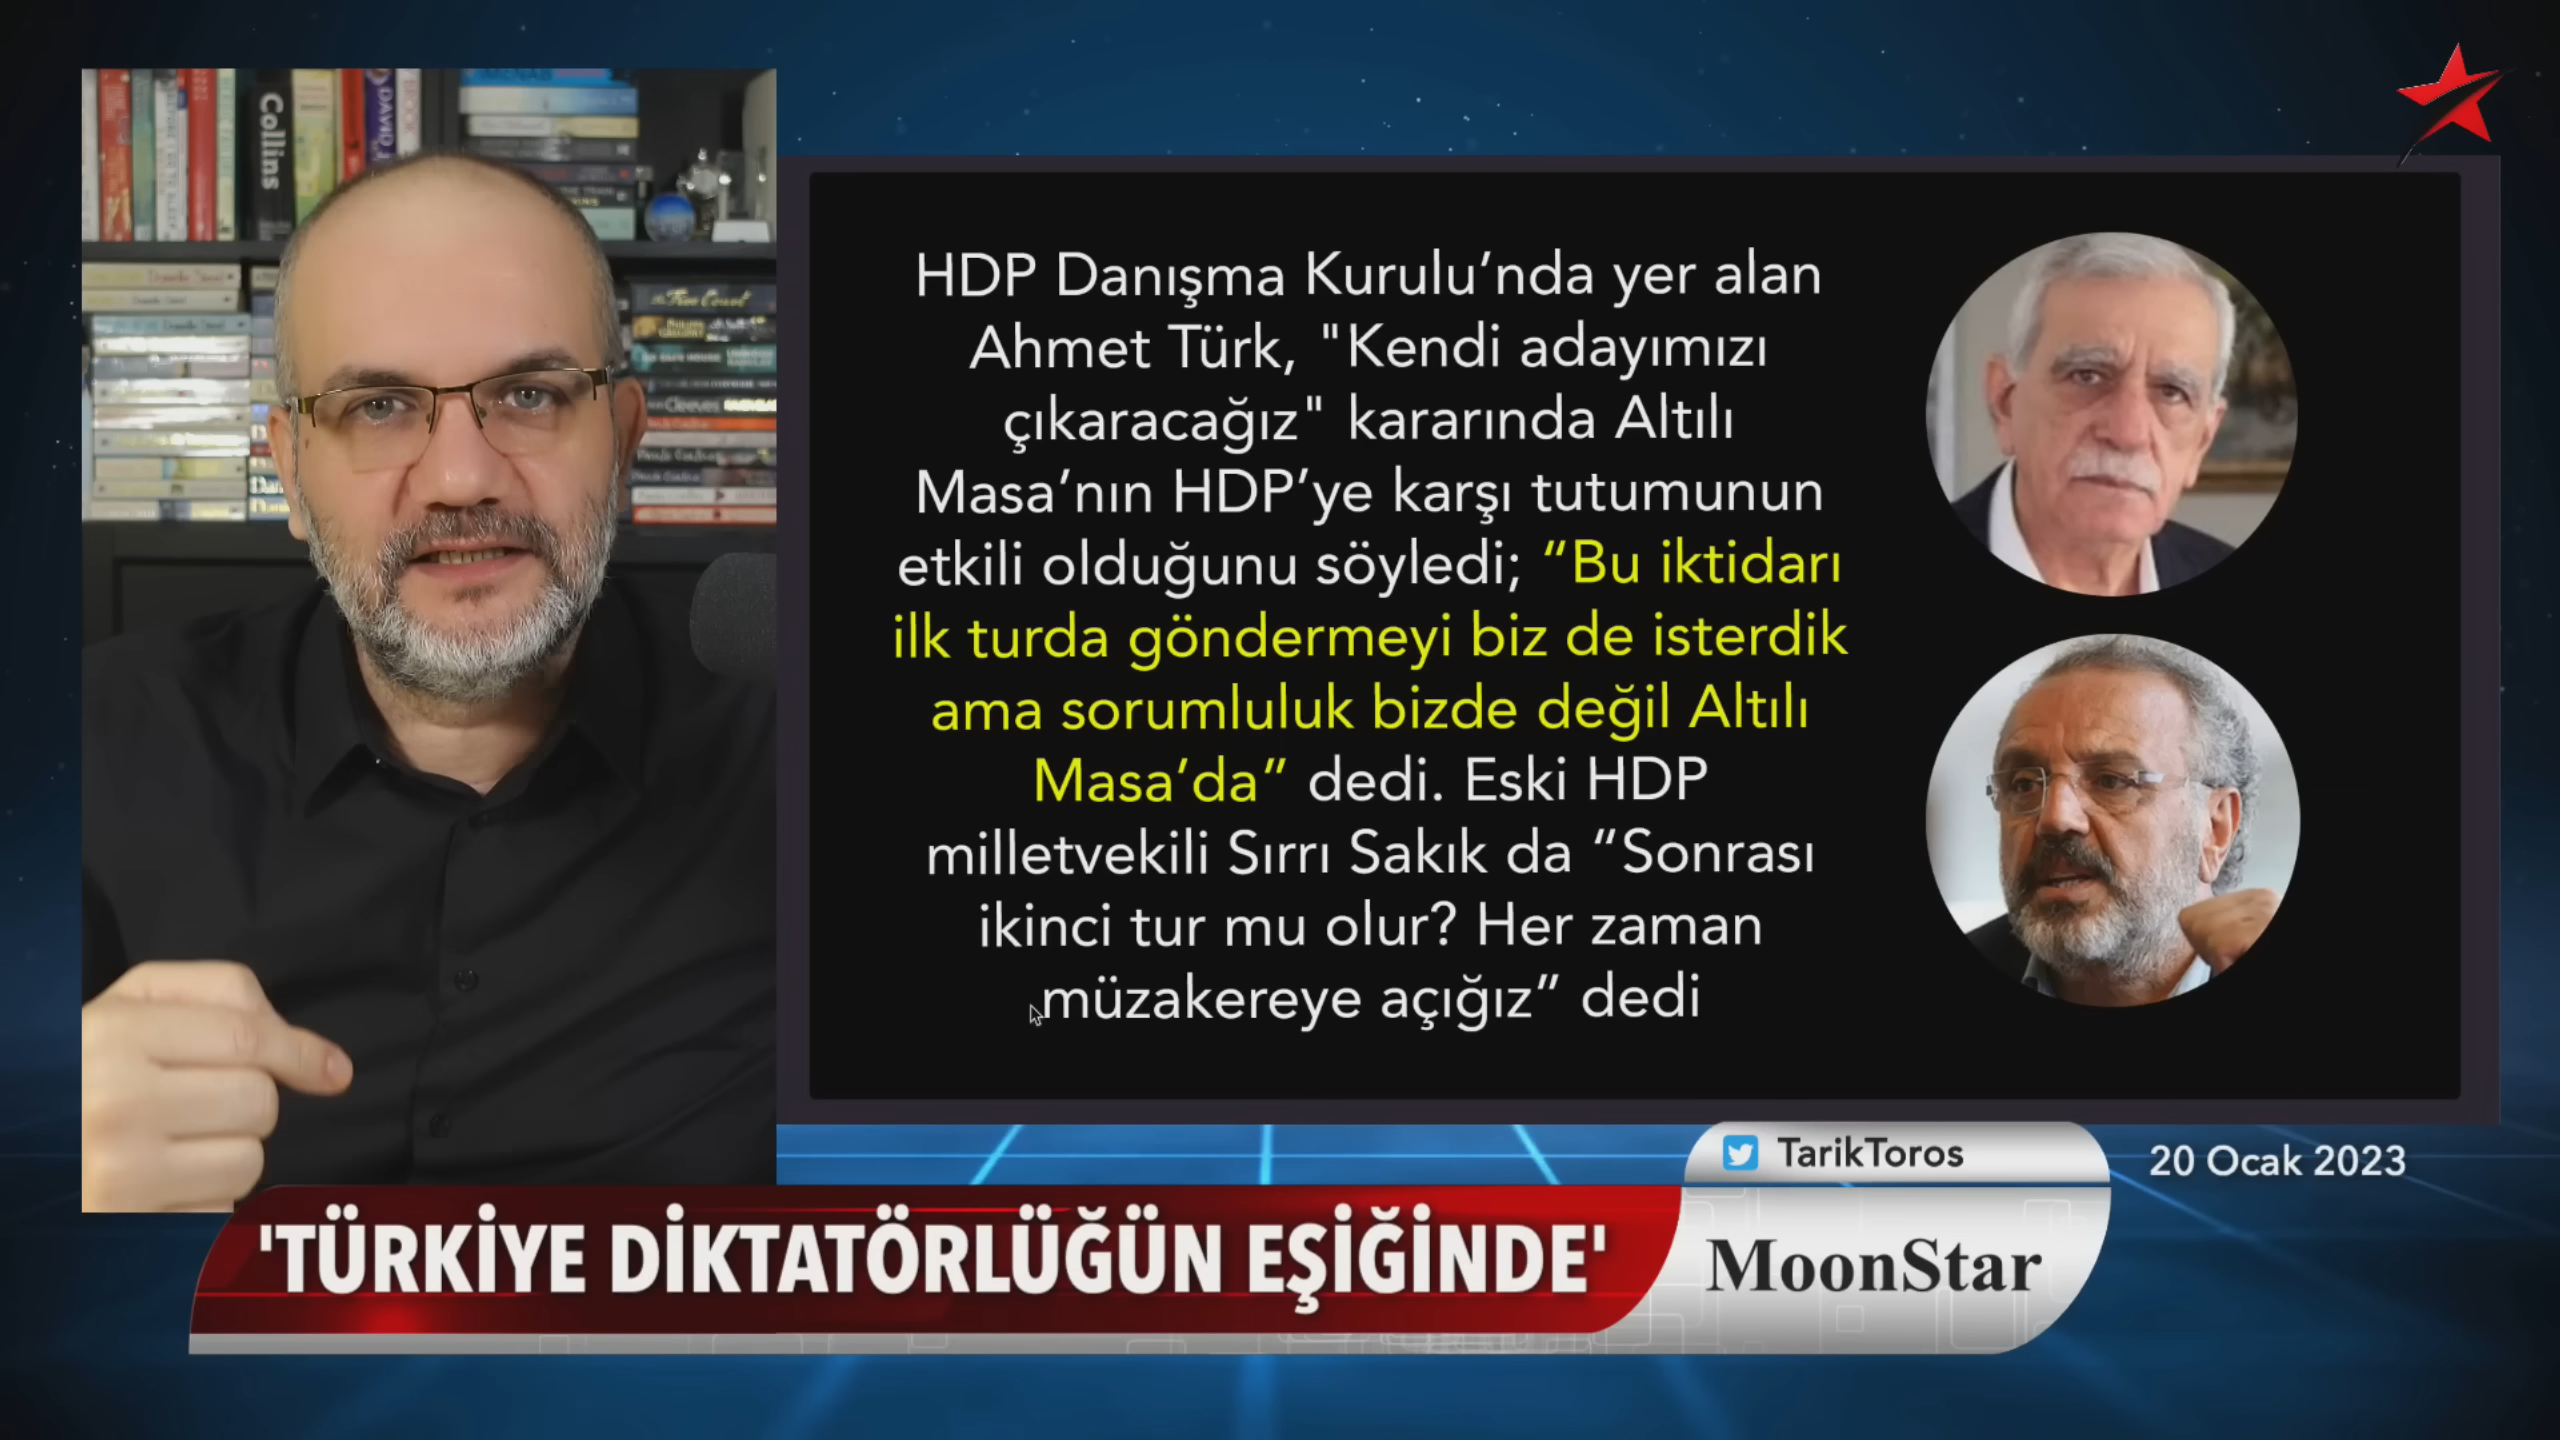 Collins
DAVID
HDP Danışma Kurulu’nda yer alan
Ahmet Türk, "Kendi adayımızı
çıkaracağız" kararında Altılı
Masa’nın HDP’ye karşı tutumunun
etkili olduğunu söyledi; “Bu iktidarı
ilk turda göndermeyi biz de isterdik
ama sorumluluk bizde değil Altılı
Masa’da” dedi. Eski HDP
milletvekili Sırrı Sakık da “Sonrası
ikinci tur mu olur? Her zaman
müzakereye açığız” dedi
TarikToros
20 Ocak 2023
'TÜRKİYE DİKTATÖRLÜĞÜN EŞİĞİNDE'
MoonStar